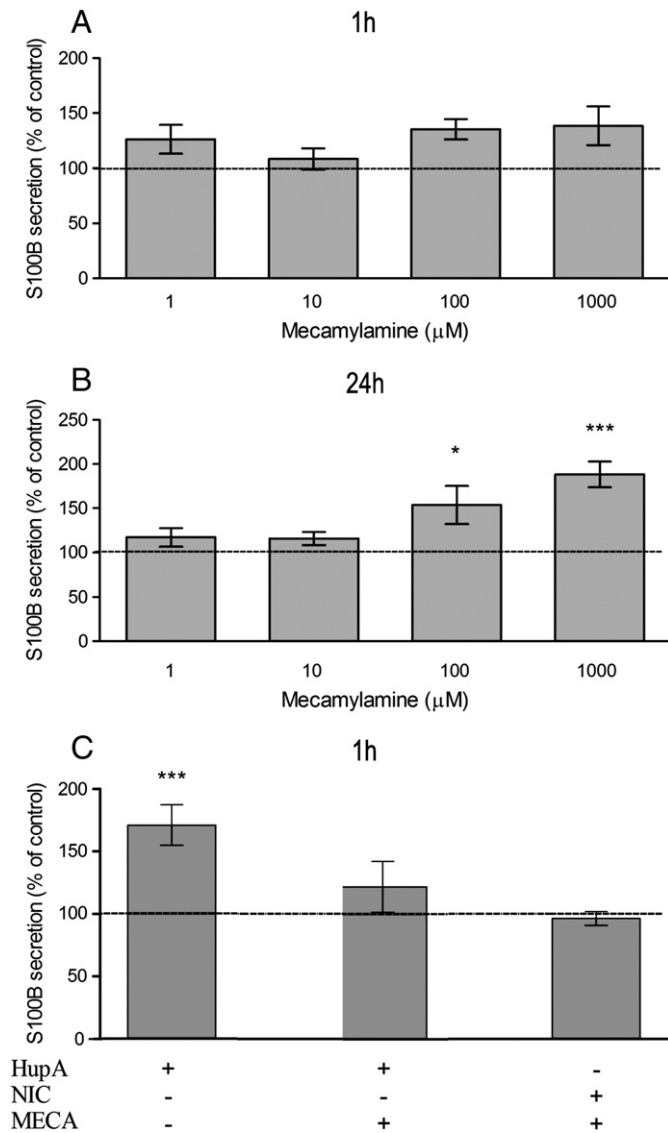 A
1h
S100B secretion (% of control)
200
150
100
50
0
1 10 100 1000
Mecamylamine (μM)
B
24h
S100B secretion (% of control)
250
200
150
100
50
0
* ***
1 10 100 1000
Mecamylamine (μM)
C
1h
S100B secretion (% of control)
200
150
100
50
0
***
HupA + + -
NIC - - +
MECA - + +